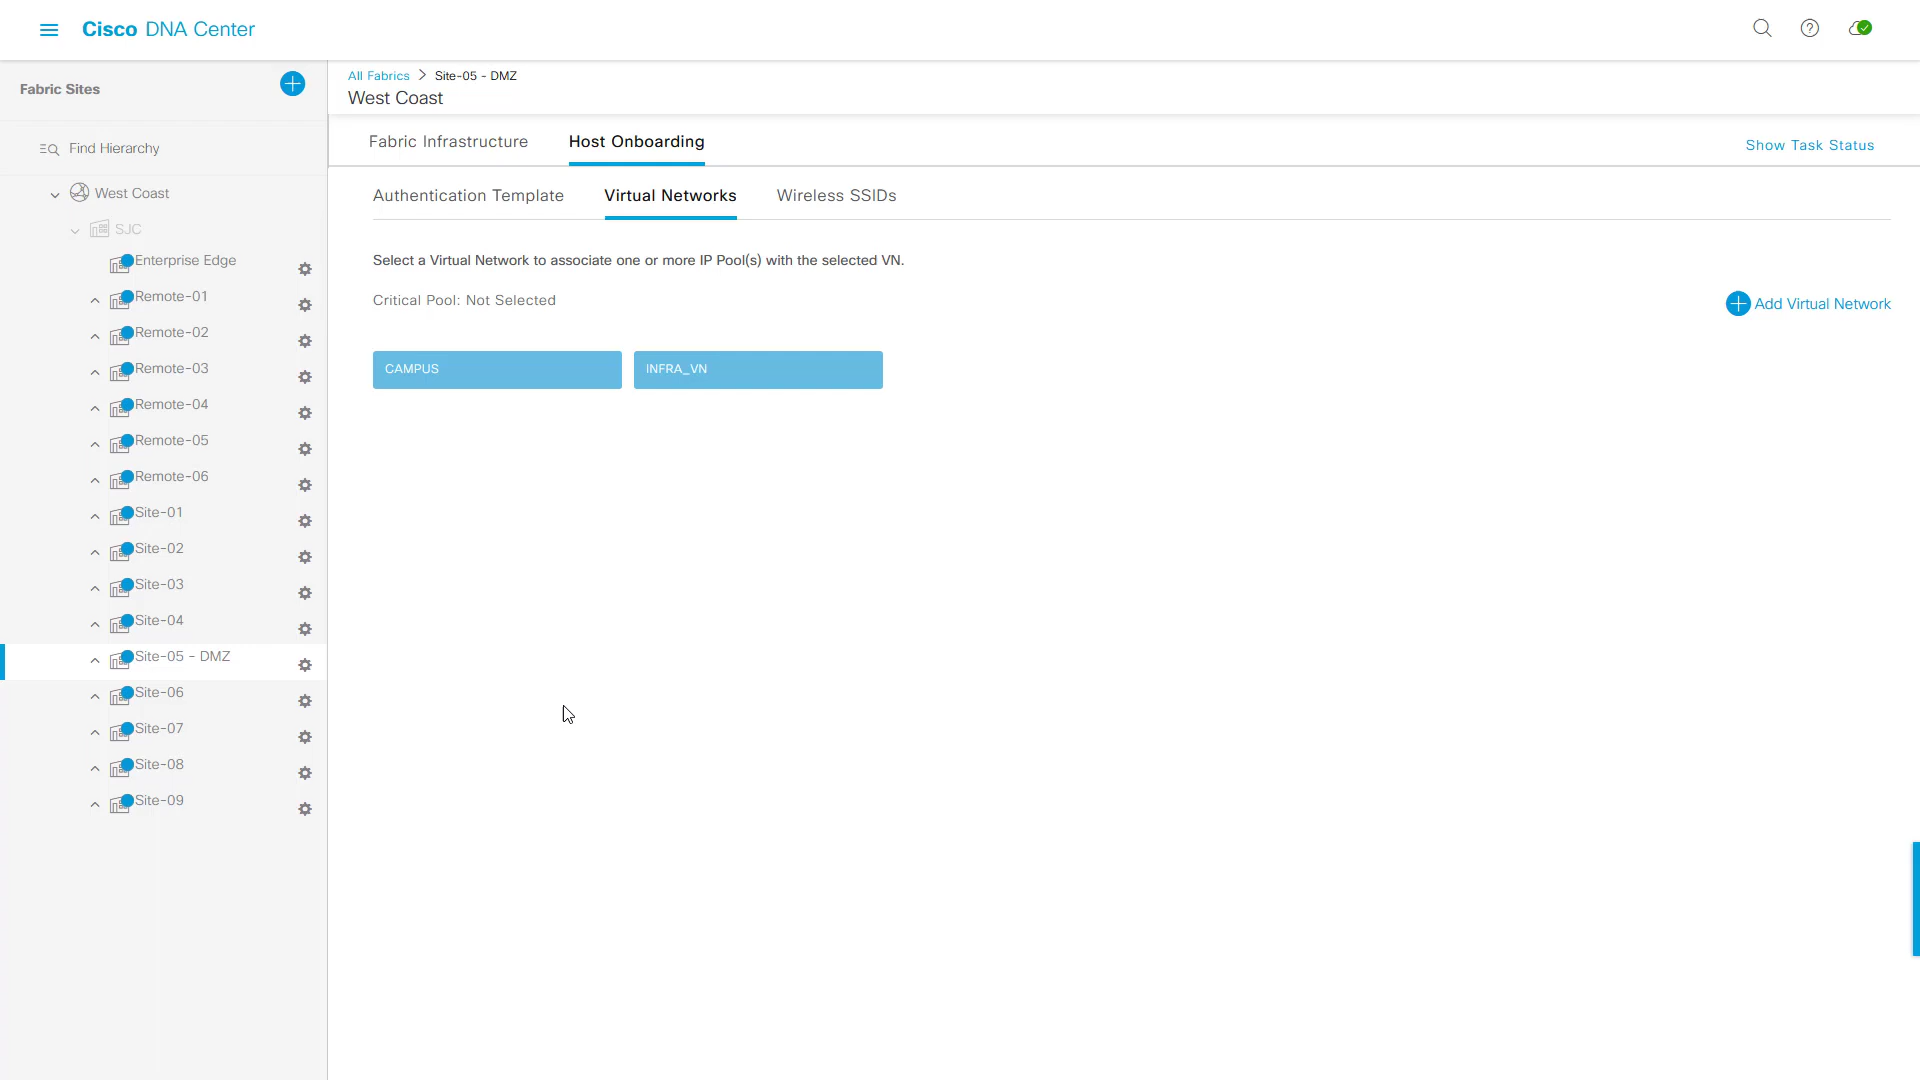 Cisco DNA Center
Fabric Sites
Find Hierarchy
West Coast
SJC
Enterprise Edge
Remote-01
Remote-02
Remote-03
Remote-04
Remote-05
Remote-06
Site-01
Site-02
Site-03
Site-04
Site-05 - DMZ
Site-06
Site-07
Site-08
Site-09
All Fabrics > Site-05 - DMZ
West Coast
Fabric Infrastructure Host Onboarding
Show Task Status
Authentication Template Virtual Networks Wireless SSIDs
Select a Virtual Network to associate one or more IP Pool(s) with the selected VN.
Critical Pool: Not Selected
Add Virtual Network
CAMPUS INFRA_VN